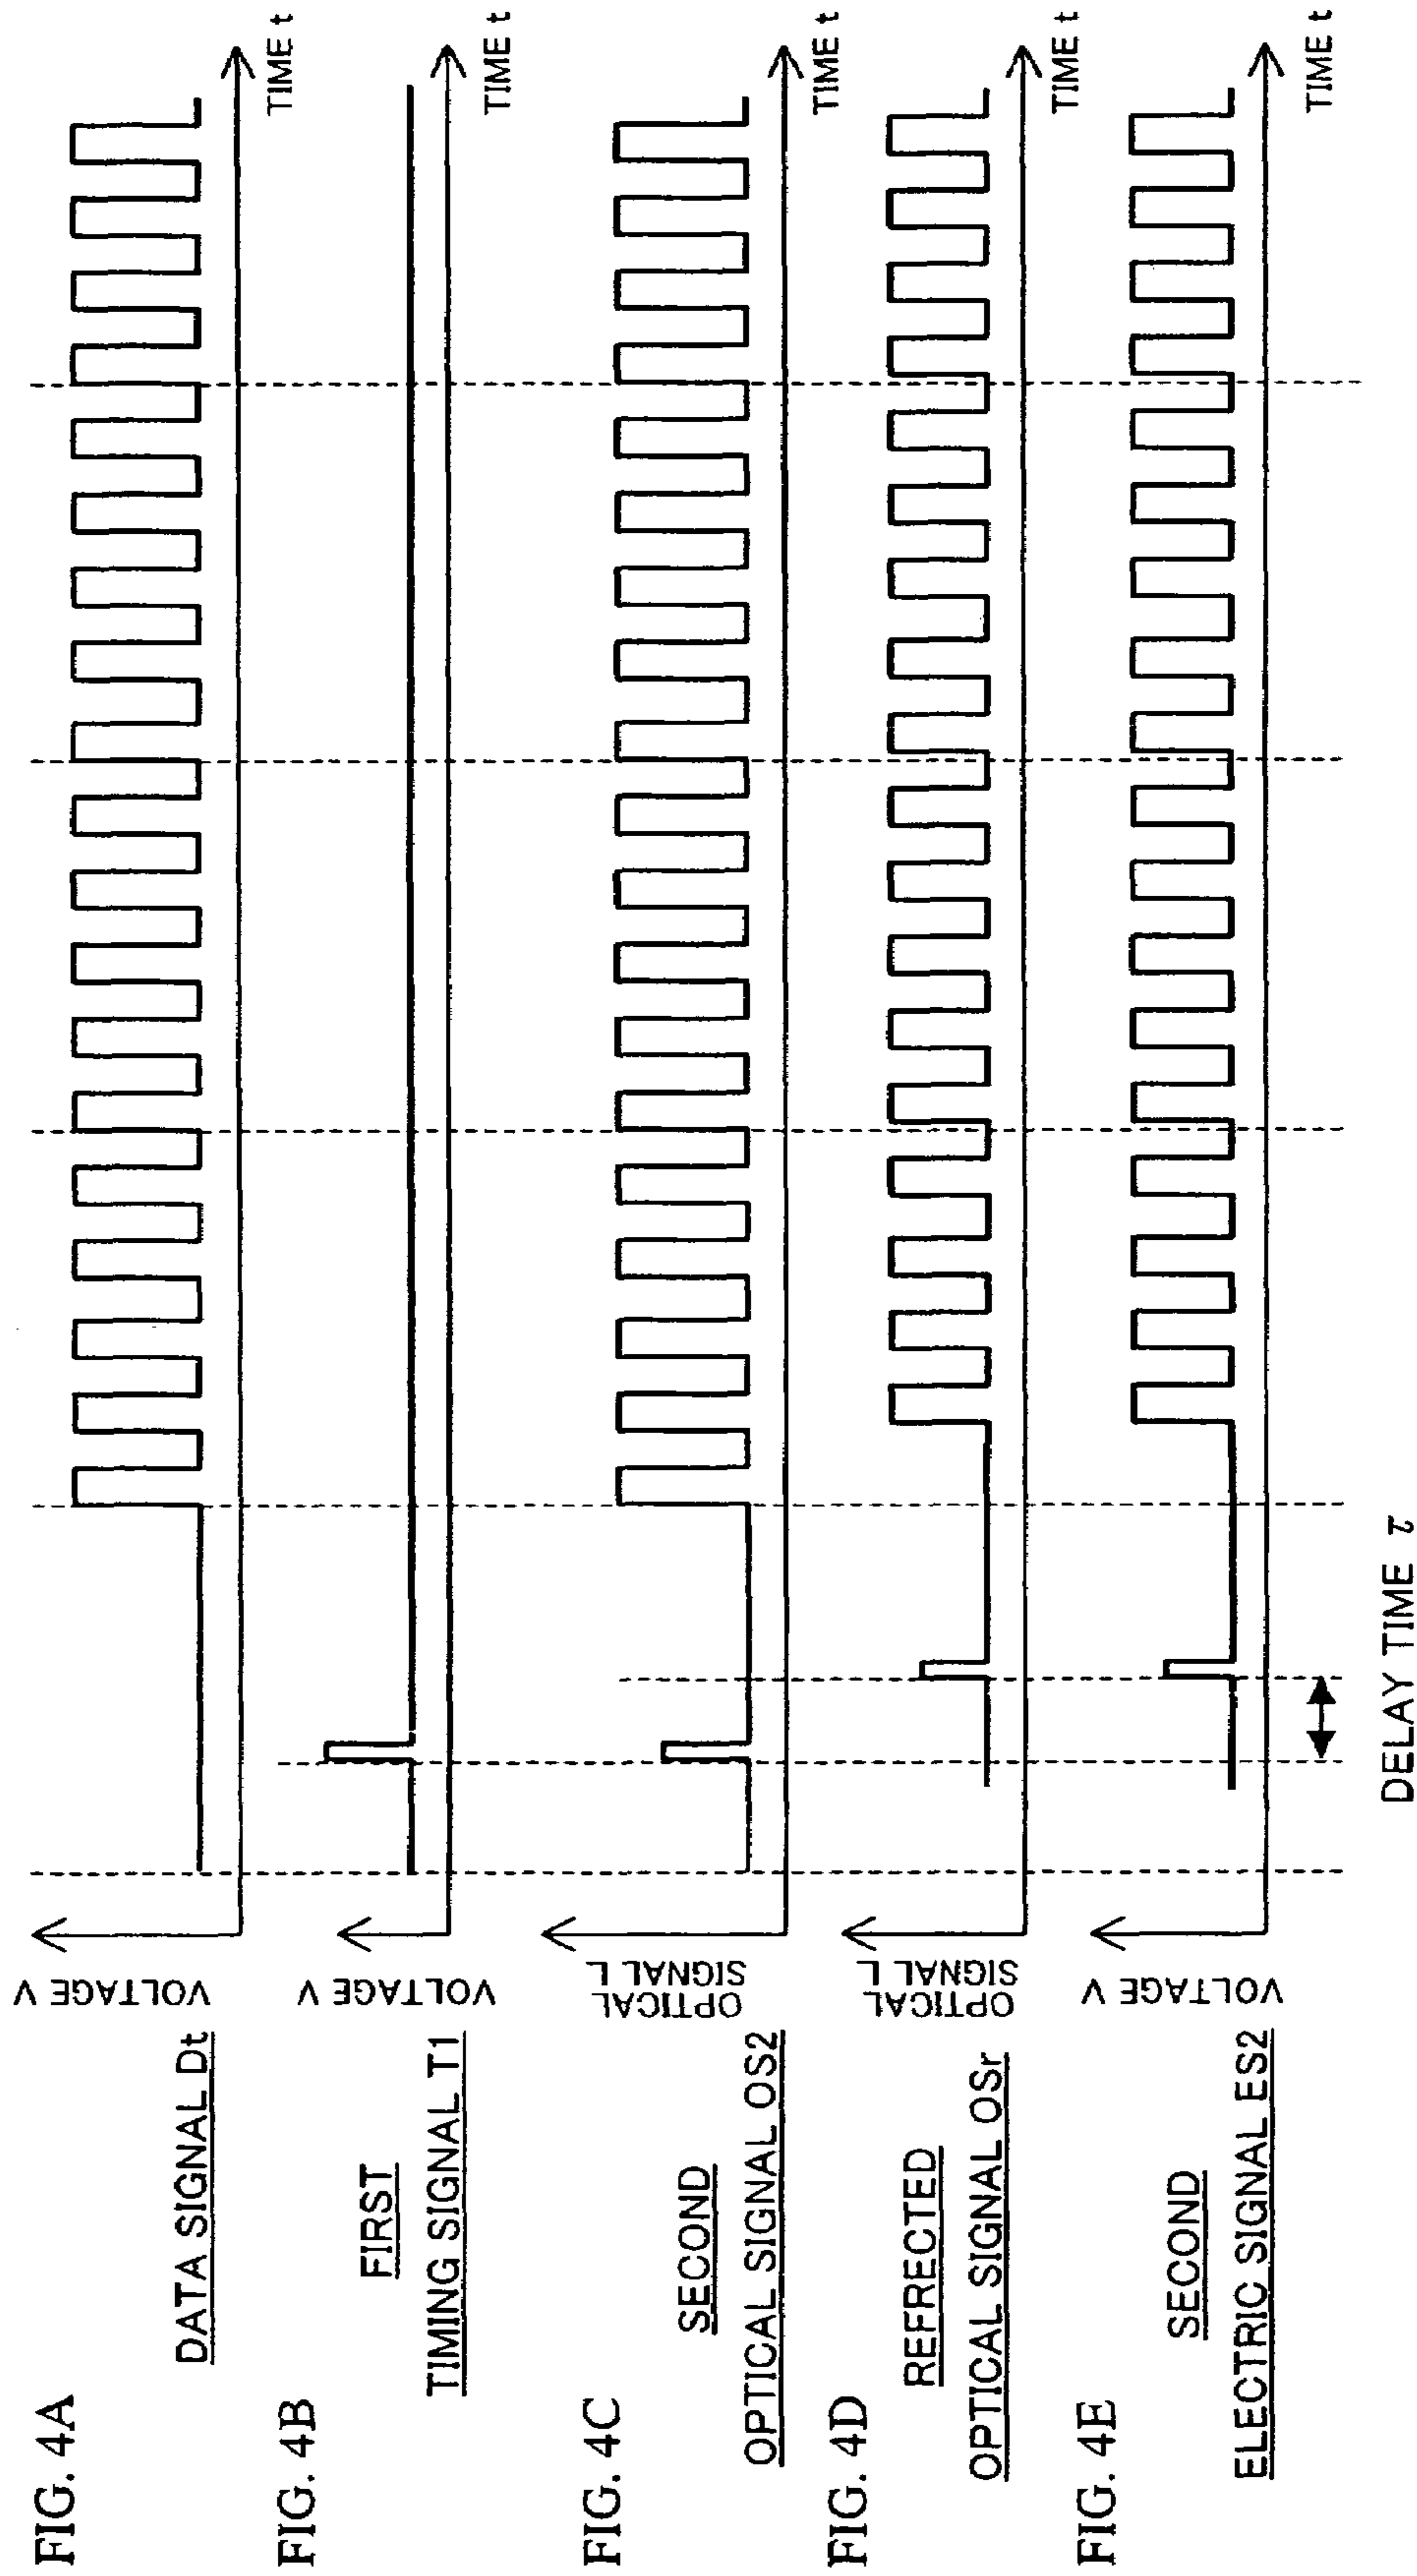 FIG. 4A
DATA SIGNAL Dt
VOLTAGE V
TIME t
FIG. 4B
FIRST
TIMING SIGNAL T1
VOLTAGE V
TIME t
FIG. 4C
SECOND
OPTICAL SIGNAL OS2
OPTICAL
SIGNAL L
TIME t
FIG. 4D
REFRECTED
OPTICAL SIGNAL OSr
OPTICAL
SIGNAL L
TIME t
FIG. 4E
SECOND
ELECTRIC SIGNAL ES2
VOLTAGE V
TIME t
DELAY TIME τ